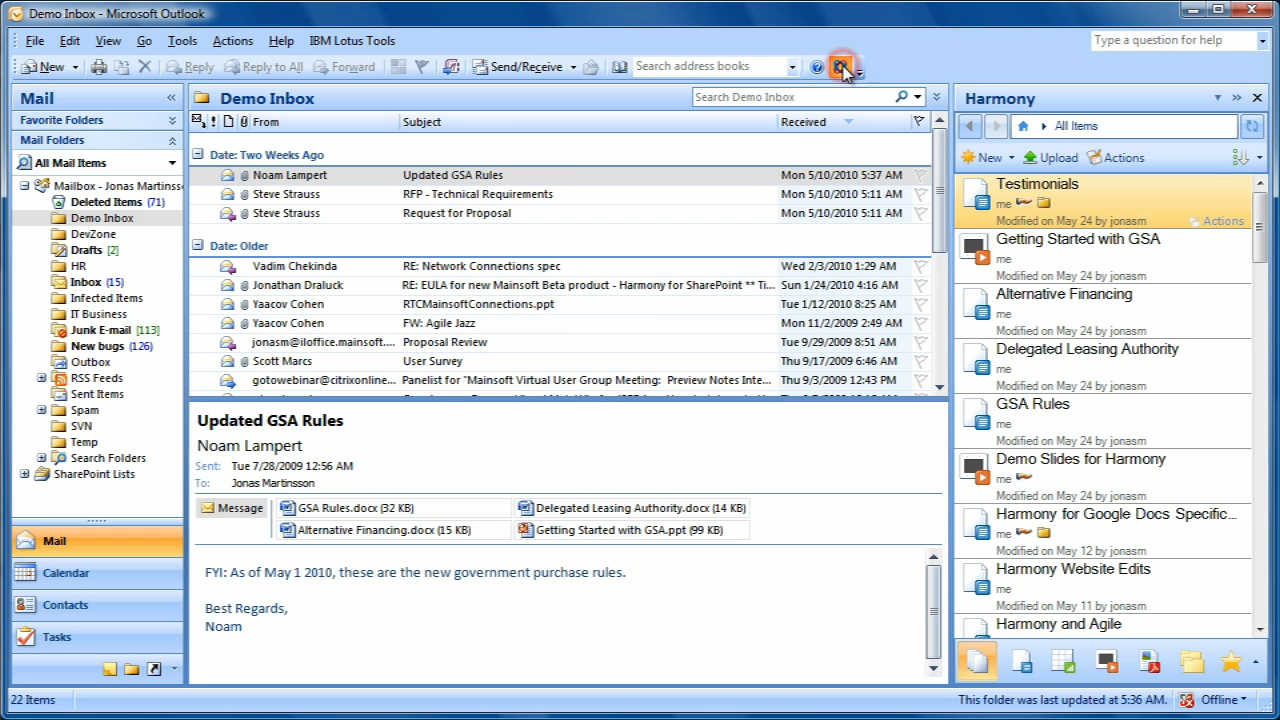 Demo Inbox - Microsoft Outlook
File Edit View Go Tools Actions Help IBM Lotus Tools Type a question for help
New Reply Reply to All Forward Send/Receive Search address books
Mail
Favorite Folders
Mail Folders
All Mail Items
Mailbox - Jonas Martinss
Deleted Items (71)
Demo Inbox
DevZone
Drafts [2]
HR
Inbox (15)
Infected Items
IT Business
Junk E-mail [113]
New bugs (126)
Outbox
RSS Feeds
Sent Items
Spam
SVN
Temp
Search Folders
SharePoint Lists
Mail
Calendar
Contacts
Tasks
Demo Inbox Search Demo Inbox
From Subject Received
Date: Two Weeks Ago
Noam Lampert Updated GSA Rules Mon 5/10/2010 5:37 AM
Steve Strauss RFP - Technical Requirements Mon 5/10/2010 5:11 AM
Steve Strauss Request for Proposal Mon 5/10/2010 5:11 AM
Date: Older
Vadim Chekinda RE: Network Connections spec Wed 2/3/2010 1:29 AM
Jonathan Draluck RE: EULA for new Mainsoft Beta product - Harmony for SharePoint ** Ti... Sun 1/24/2010 4:16 AM
Yaacov Cohen RTCMainsoftConnections.ppt Tue 1/12/2010 8:25 AM
Yaacov Cohen FW: Agile Jazz Mon 11/2/2009 2:49 AM
jonasm@iloffice.mainsoft.... Proposal Review Tue 9/29/2009 8:51 AM
Scott Marcs User Survey Thu 9/17/2009 6:46 AM
gotowebinar@citrixonline... Panelist for "Mainsoft Virtual User Group Meeting: Preview Notes Inte... Thu 9/3/2009 12:43 PM
Updated GSA Rules
Noam Lampert
Sent: Tue 7/28/2009 12:56 AM
To: Jonas Martinsson
Message GSA Rules.docx (32 KB) Delegated Leasing Authority.docx (14 KB)
Alternative Financing.docx (15 KB) Getting Started with GSA.ppt (99 KB)
FYI: As of May 1 2010, these are the new government purchase rules.
Best Regards,
Noam
Harmony
All Items
New Upload Actions
Testimonials
me
Modified on May 24 by jonasm Actions
Getting Started with GSA
me
Modified on May 24 by jonasm
Alternative Financing
me
Modified on May 24 by jonasm
Delegated Leasing Authority
me
Modified on May 24 by jonasm
GSA Rules
me
Modified on May 24 by jonasm
Demo Slides for Harmony
me
Modified on May 24 by jonasm
Harmony for Google Docs Specific...
me
Modified on May 12 by jonasm
Harmony Website Edits
me
Modified on May 11 by jonasm
Harmony and Agile
22 Items This folder was last updated at 5:36 AM. Offline